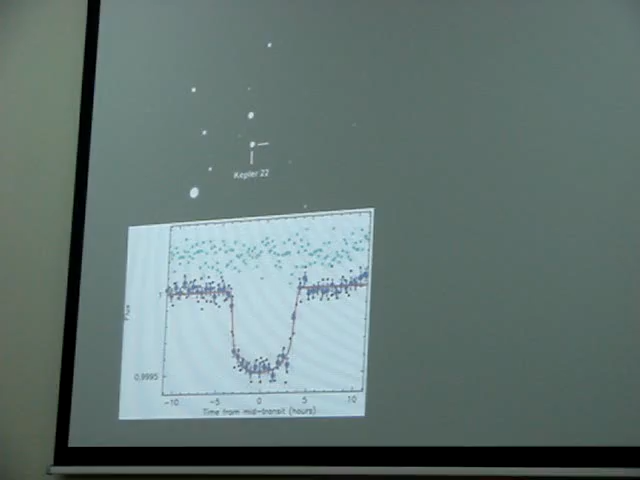 Kepler 22
1
0.9995
-10 -5 0 5 10
Time from mid-transit (hours)